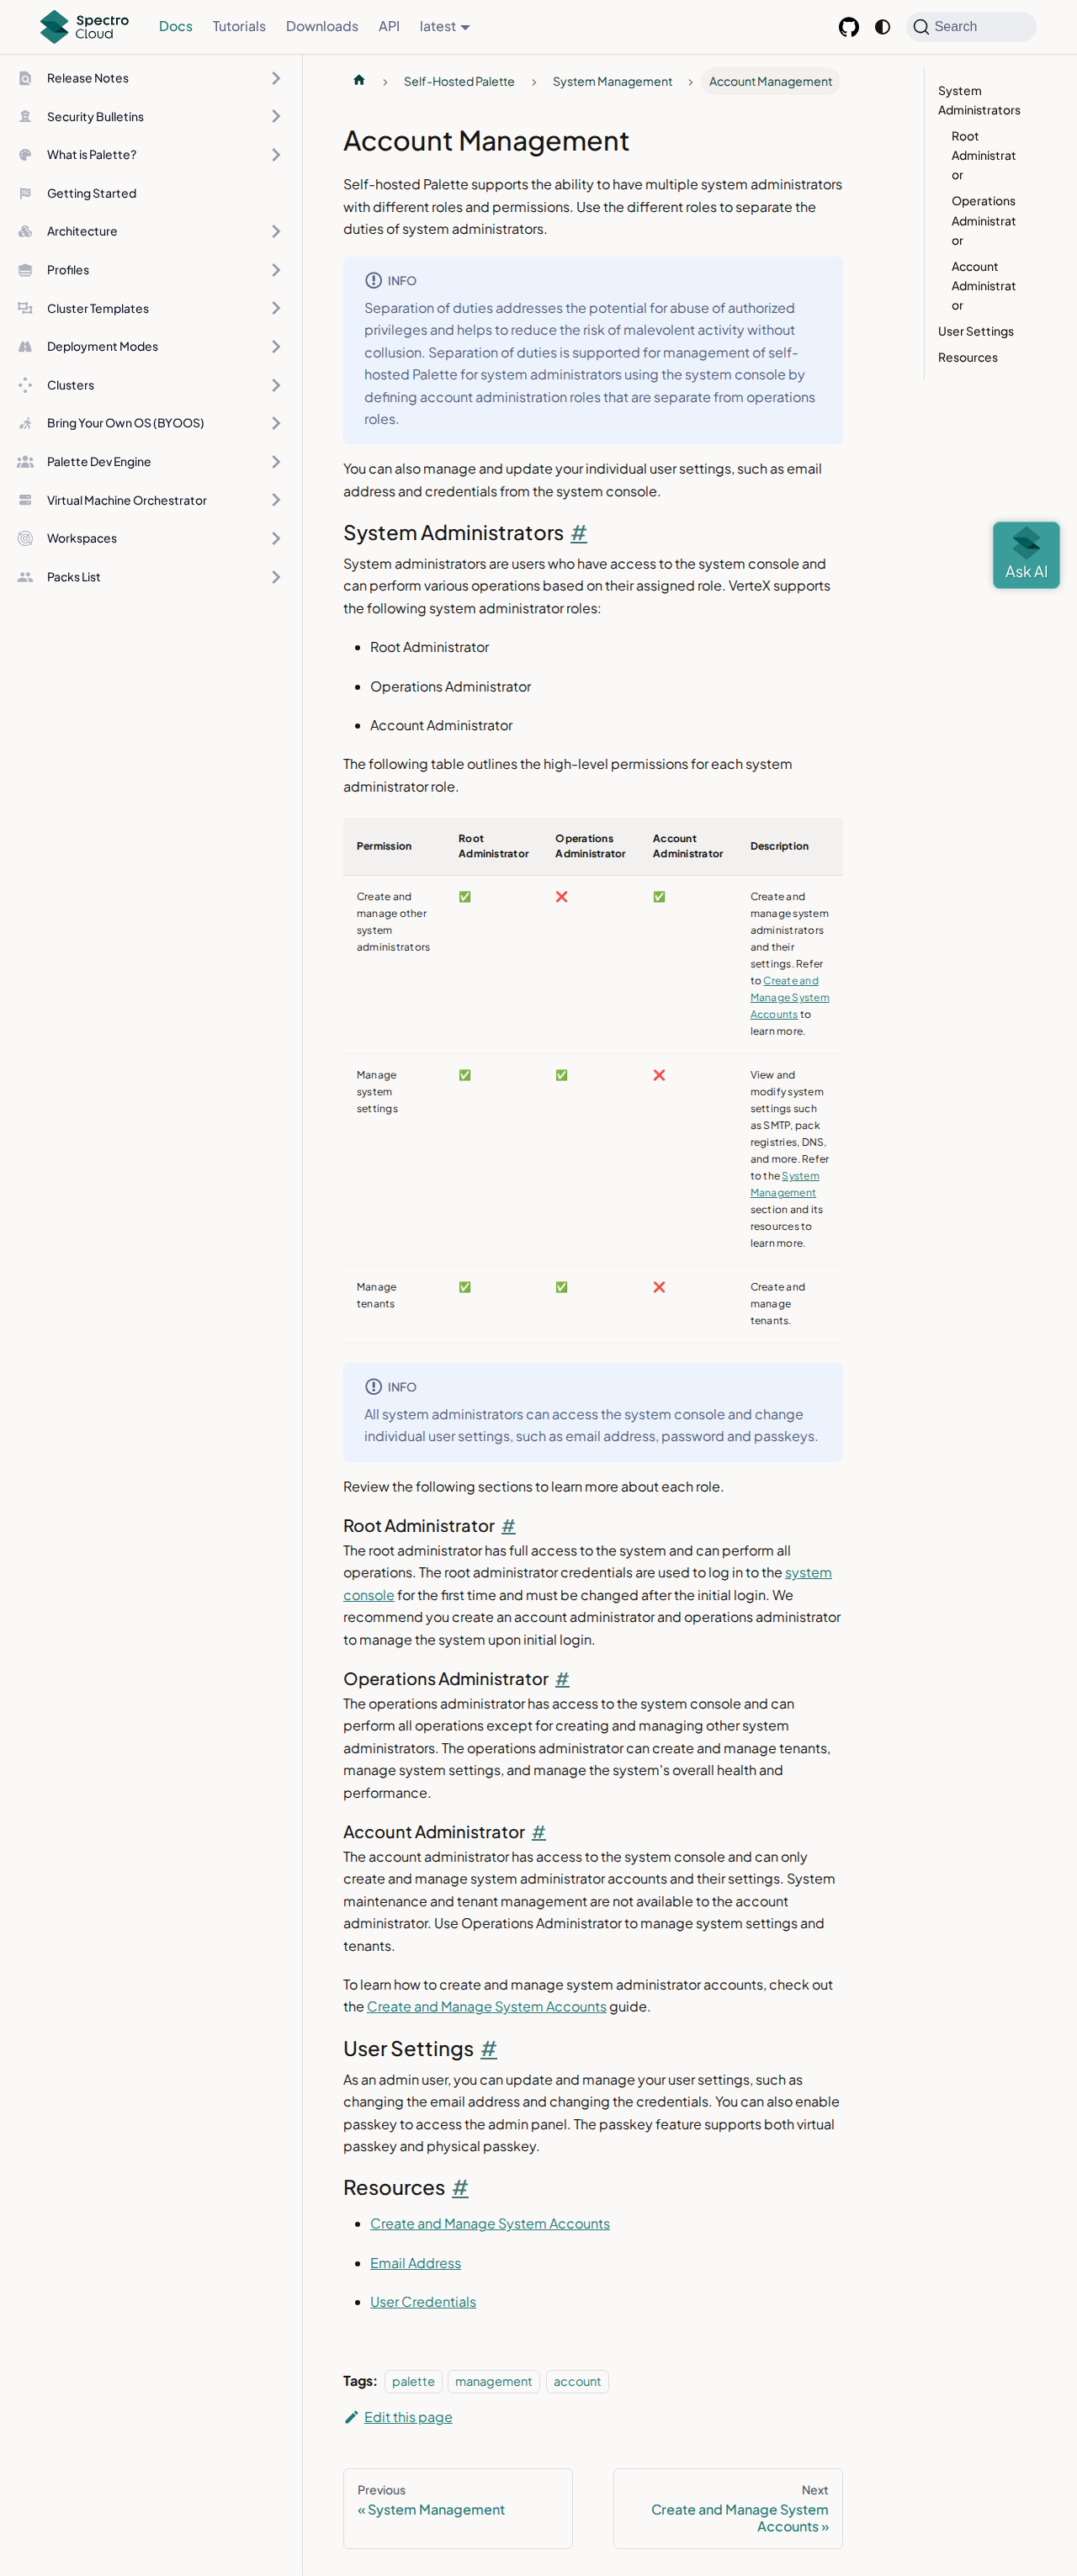 Spectro
Cloud
Docs
Tutorials
Downloads
API
latest
Search
Release Notes
Security Bulletins
What is Palette?
Getting Started
Architecture
Profiles
Cluster Templates
Deployment Modes
Clusters
Bring Your Own OS (BYOOS)
Palette Dev Engine
Virtual Machine Orchestrator
Workspaces
Packs List
Self-Hosted Palette
System Management
Account Management
Account Management
Self-hosted Palette supports the ability to have multiple system administrators
with different roles and permissions. Use the different roles to separate the
duties of system administrators.
INFO
Separation of duties addresses the potential for abuse of authorized
privileges and helps to reduce the risk of malevolent activity without
collusion. Separation of duties is supported for management of self-
hosted Palette for system administrators using the system console by
defining account administration roles that are separate from operations
roles.
You can also manage and update your individual user settings, such as email
address and credentials from the system console.
System Administrators #
System administrators are users who have access to the system console and
can perform various operations based on their assigned role. VerteX supports
the following system administrator roles:
Root Administrator
Operations Administrator
Account Administrator
The following table outlines the high-level permissions for each system
administrator role.
Permission
Root
Administrator
Operations
Administrator
Account
Administrator
Description
Create and
manage other
system
administrators
✅
❌
✅
Create and
manage system
administrators
and their
settings. Refer
to Create and
Manage System
Accounts to
learn more.
Manage
system
settings
✅
✅
❌
View and
modify system
settings such
as SMTP, pack
registries, DNS,
and more. Refer
to the System
Management
section and its
resources to
learn more.
Manage
tenants
✅
✅
❌
Create and
manage
tenants.
INFO
All system administrators can access the system console and change
individual user settings, such as email address, password and passkeys.
Review the following sections to learn more about each role.
Root Administrator #
The root administrator has full access to the system and can perform all
operations. The root administrator credentials are used to log in to the system
console for the first time and must be changed after the initial login. We
recommend you create an account administrator and operations administrator
to manage the system upon initial login.
Operations Administrator #
The operations administrator has access to the system console and can
perform all operations except for creating and managing other system
administrators. The operations administrator can create and manage tenants,
manage system settings, and manage the system's overall health and
performance.
Account Administrator #
The account administrator has access to the system console and can only
create and manage system administrator accounts and their settings. System
maintenance and tenant management are not available to the account
administrator. Use Operations Administrator to manage system settings and
tenants.
To learn how to create and manage system administrator accounts, check out
the Create and Manage System Accounts guide.
User Settings #
As an admin user, you can update and manage your user settings, such as
changing the email address and changing the credentials. You can also enable
passkey to access the admin panel. The passkey feature supports both virtual
passkey and physical passkey.
Resources #
Create and Manage System Accounts
Email Address
User Credentials
Tags: palette management account
Edit this page
Previous
« System Management
Next
Create and Manage System
Accounts »
System
Administrators
Root
Administrat
or
Operations
Administrat
or
Account
Administrat
or
User Settings
Resources
Ask AI